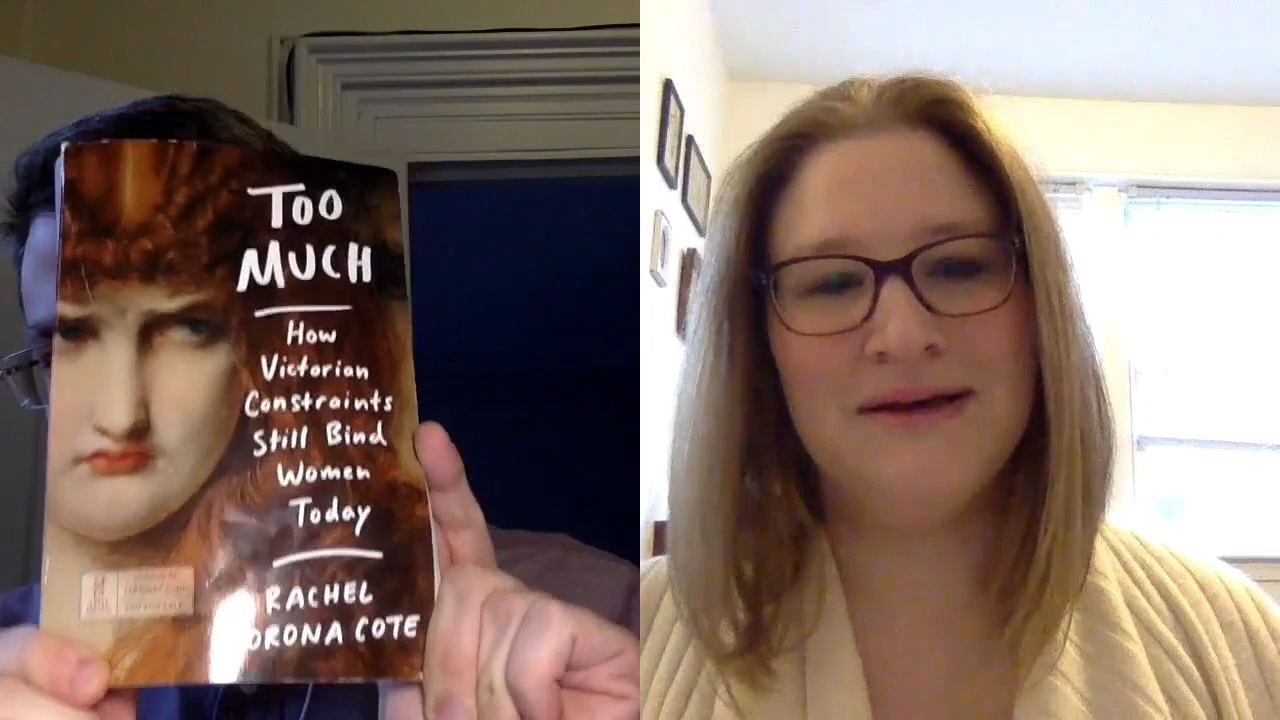 TOO
MUCH
How
Victorian
Constraints
Still Bind
Women
Today
RACHEL
ORONA COTE